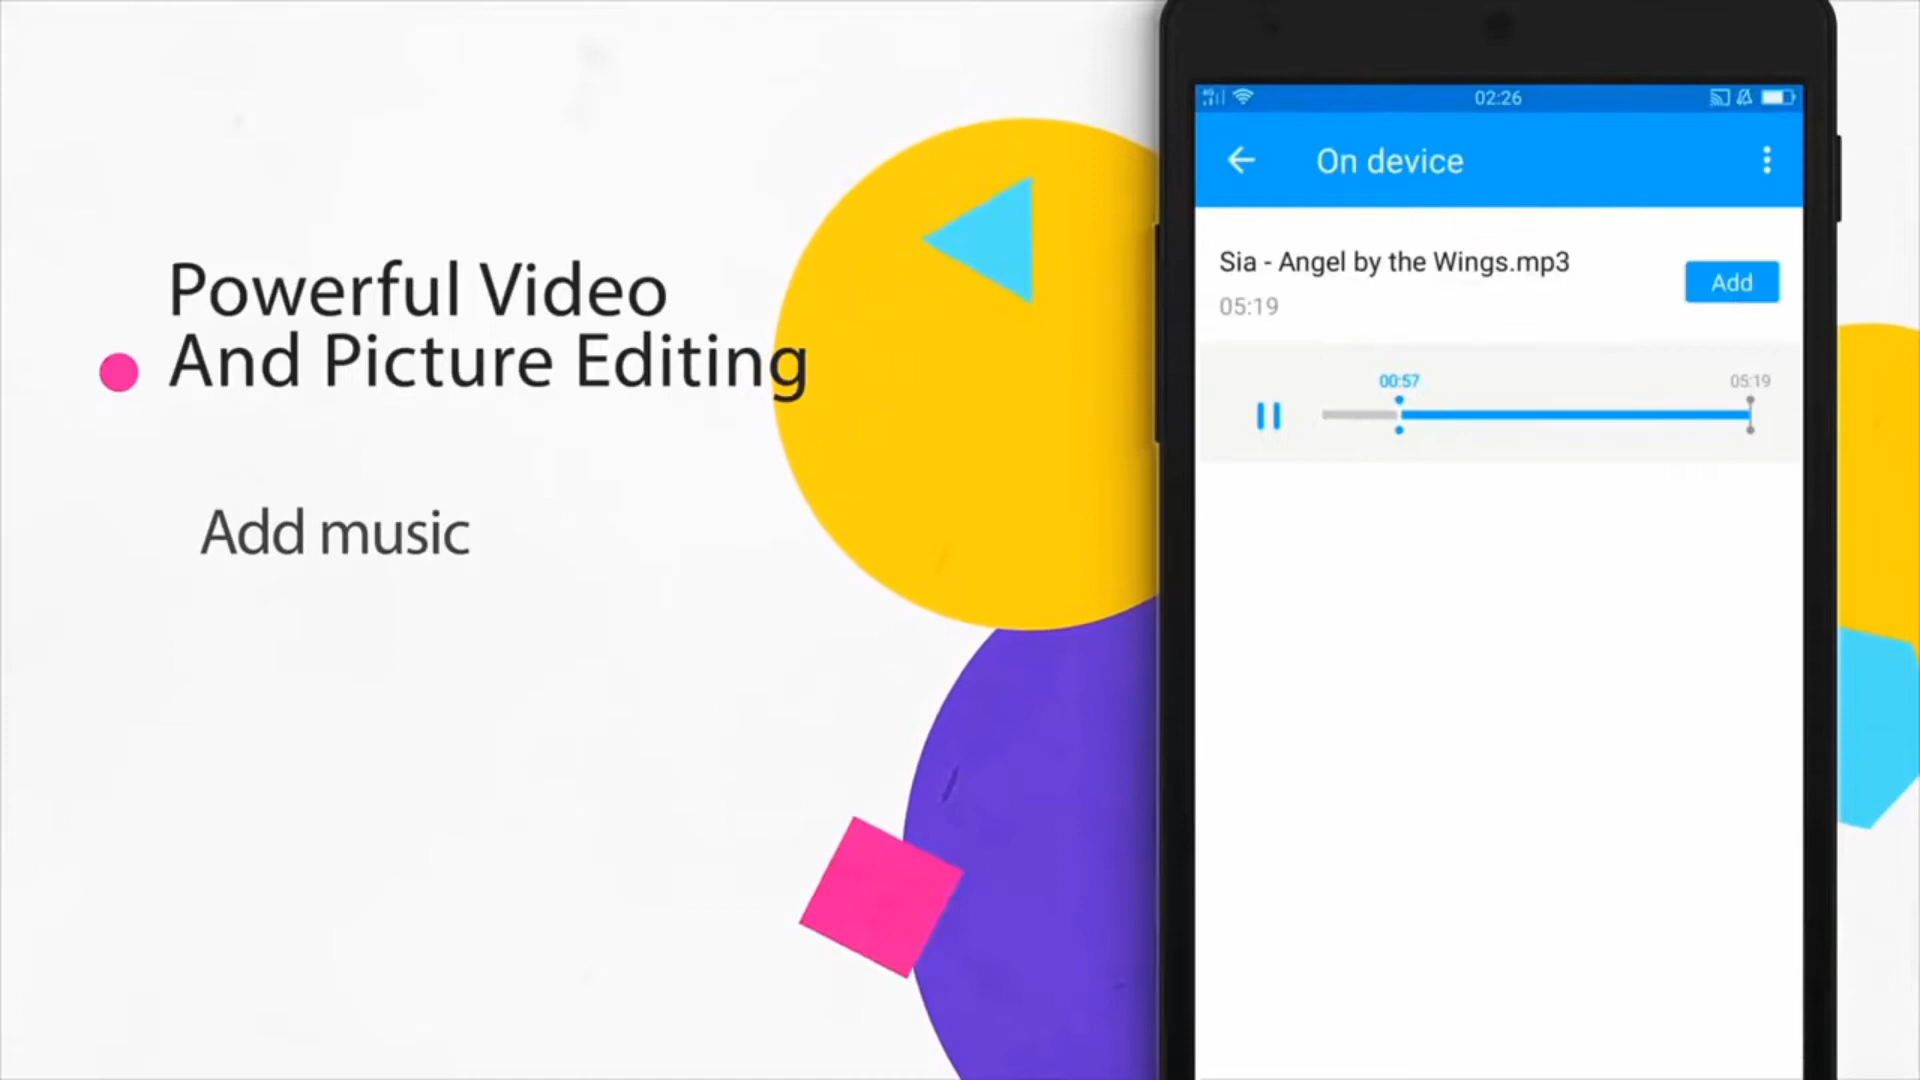 Powerful Video
And Picture Editing
Add music
4G
02:26
On device
Sia - Angel by the Wings.mp3
05:19
Add
00:57
05:19